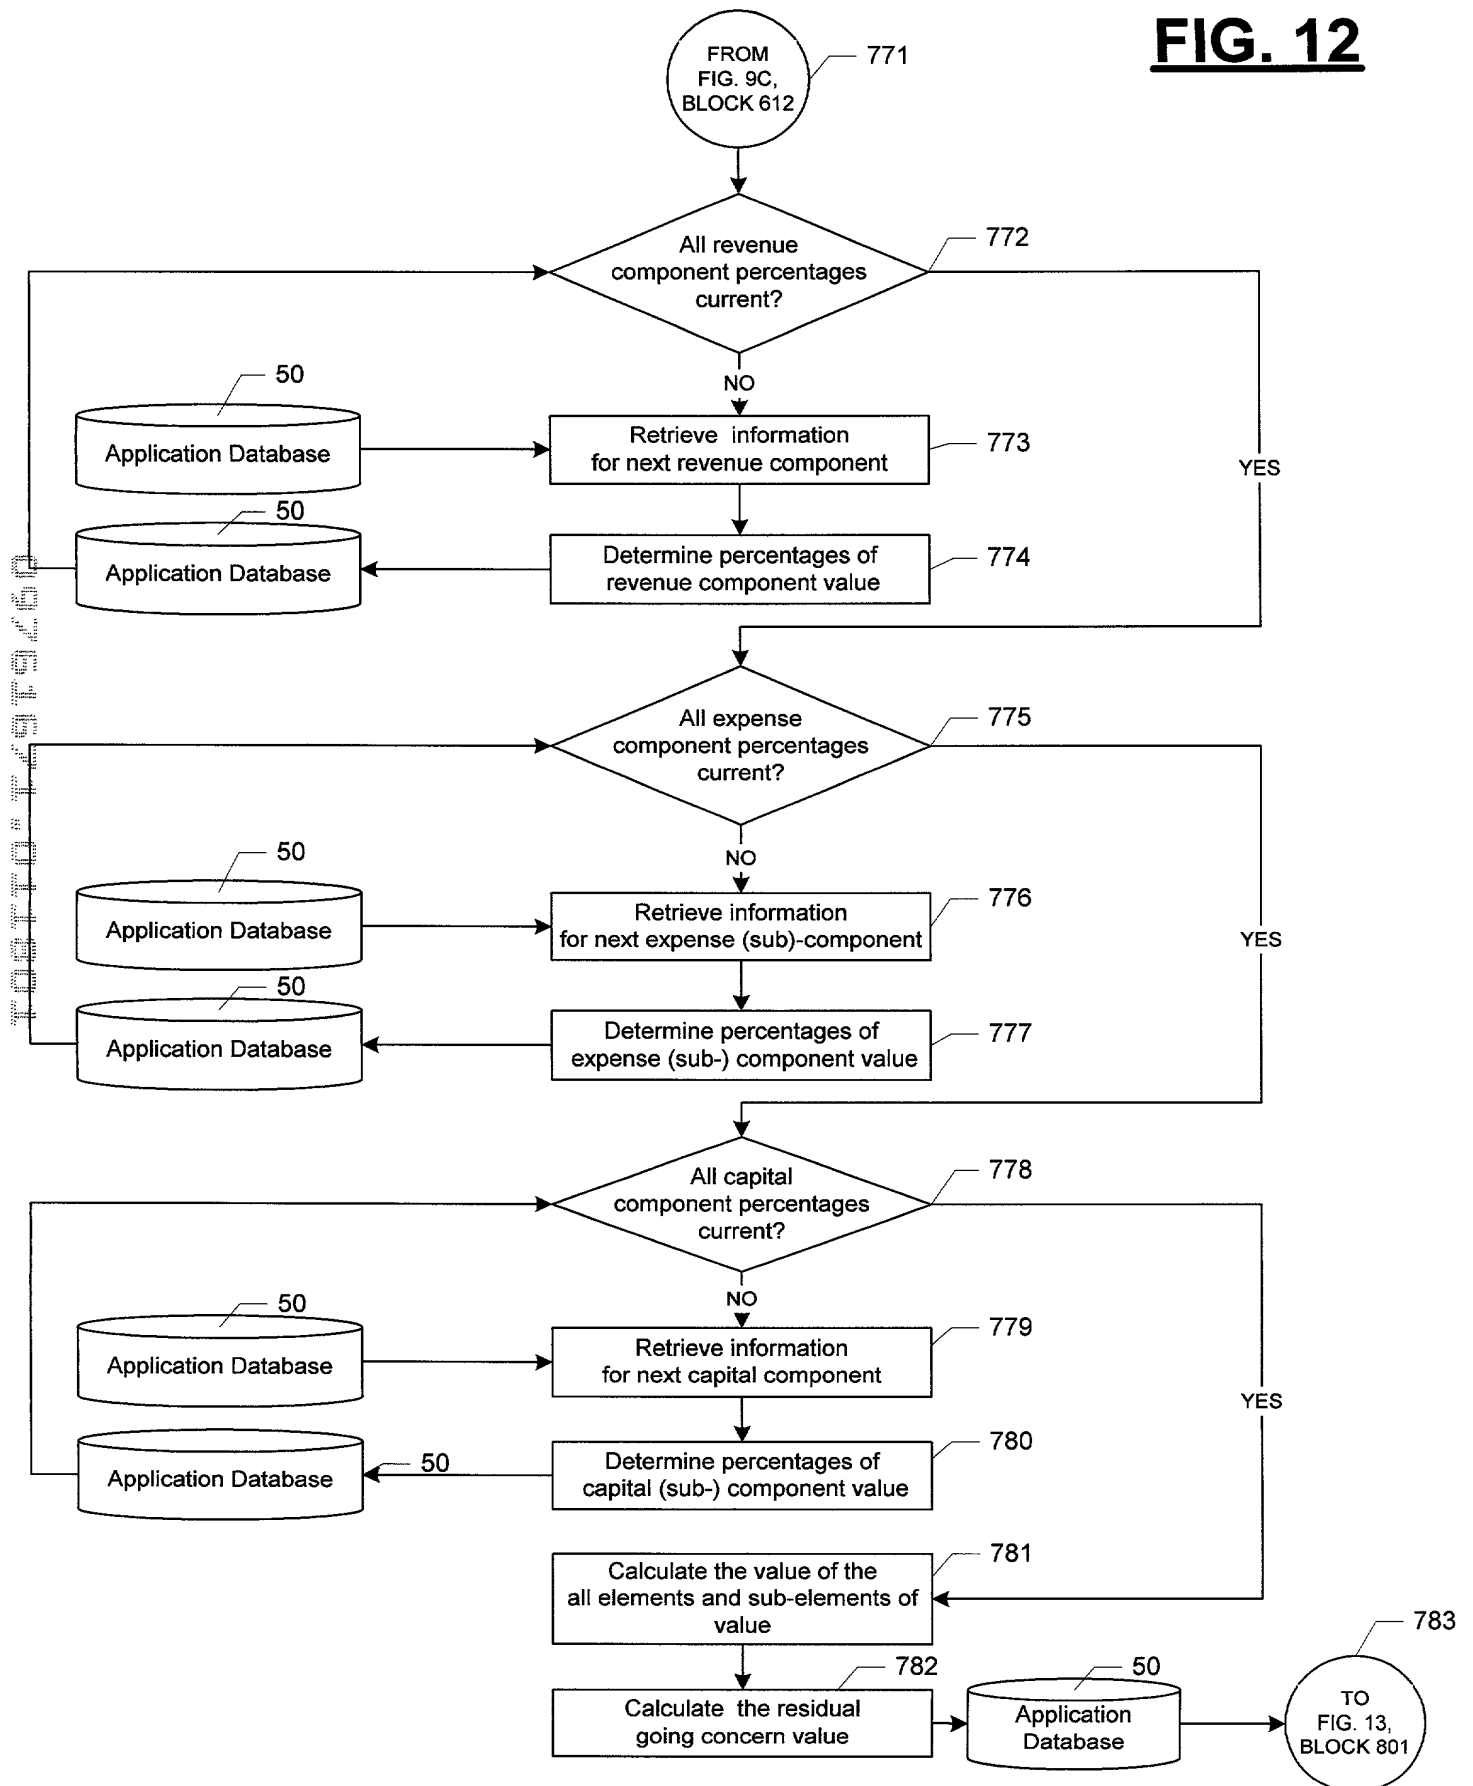 FIG. 12
FROM
FIG. 9C,
BLOCK 612
771
All revenue
component percentages
current?
772
NO
YES
50
Application Database
Retrieve information
for next revenue component
773
50
Application Database
Determine percentages of
revenue component value
774
All expense
component percentages
current?
775
NO
YES
50
Application Database
Retrieve information
for next expense (sub)-component
776
50
Application Database
Determine percentages of
expense (sub-) component value
777
All capital
component percentages
current?
778
NO
YES
50
Application Database
Retrieve information
for next capital component
779
50
Application Database
Determine percentages of
capital (sub-) component value
780
Calculate the value of the
all elements and sub-elements of
value
781
Calculate the residual
going concern value
782
50
Application
Database
TO
FIG. 13,
BLOCK 801
783